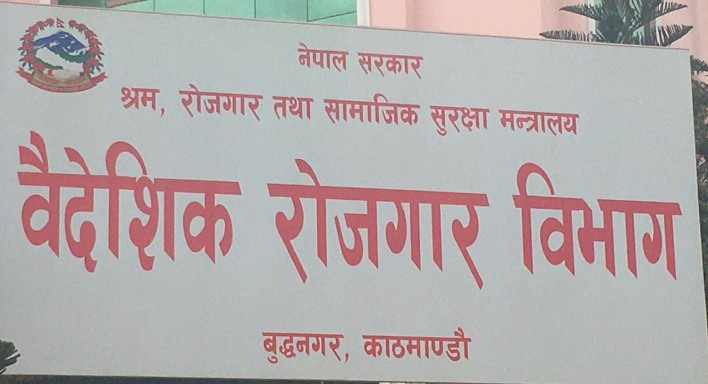 नेपाल सरकार
श्रम, रोजगार तथा सामाजिक सुरक्षा मन्त्रालय
वैदेशिक रोजगार विभाग
बुद्धनगर, काठमाण्डौ